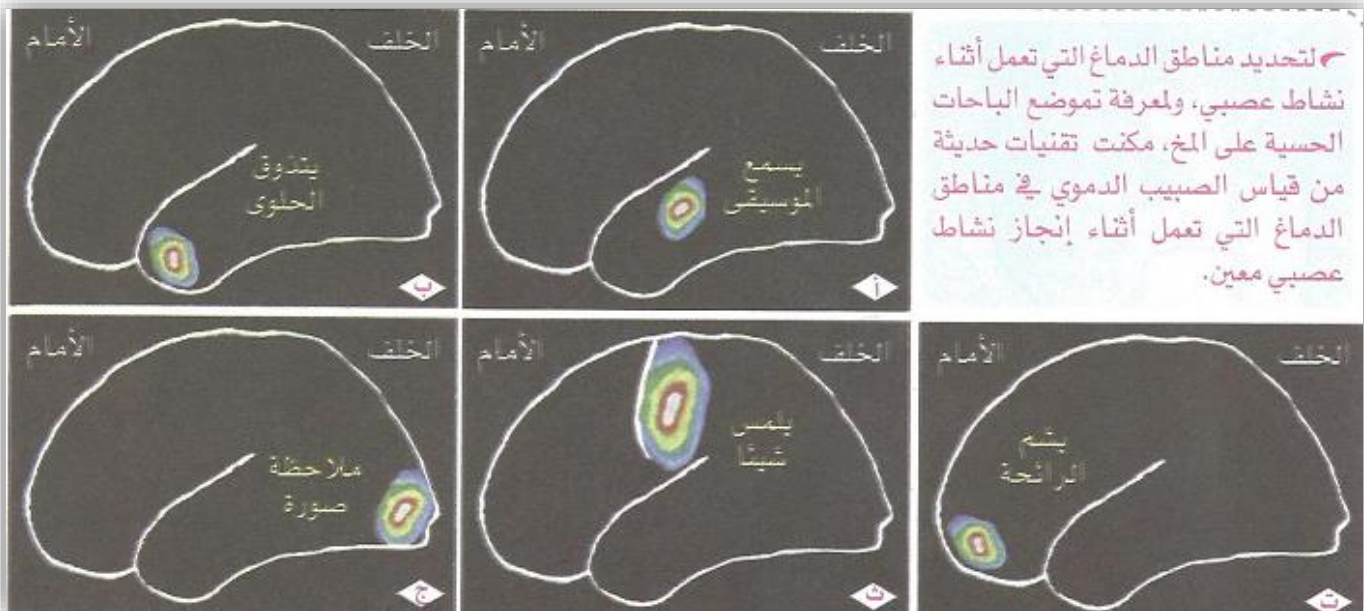 لتحديد مناطق الدماغ التي تعمل أثناء
نشاط عصبي، ولمعرفة تموضع الباحات
الحسية على المخ، مكنت تقنيات حديثة
من قياس الصبيب الدموي في مناطق
الدماغ التي تعمل أثناء إنجاز نشاط
عصبي معين.
الخلف
الأمام
يسمع
الموسيقى
أ
الخلف
الأمام
يتذوق
الحلوى
ب
الخلف
الأمام
يشم
الرائحة
ت
الخلف
الأمام
يلمس
شيئا
ث
الخلف
الأمام
ملاحظة
صورة
ج